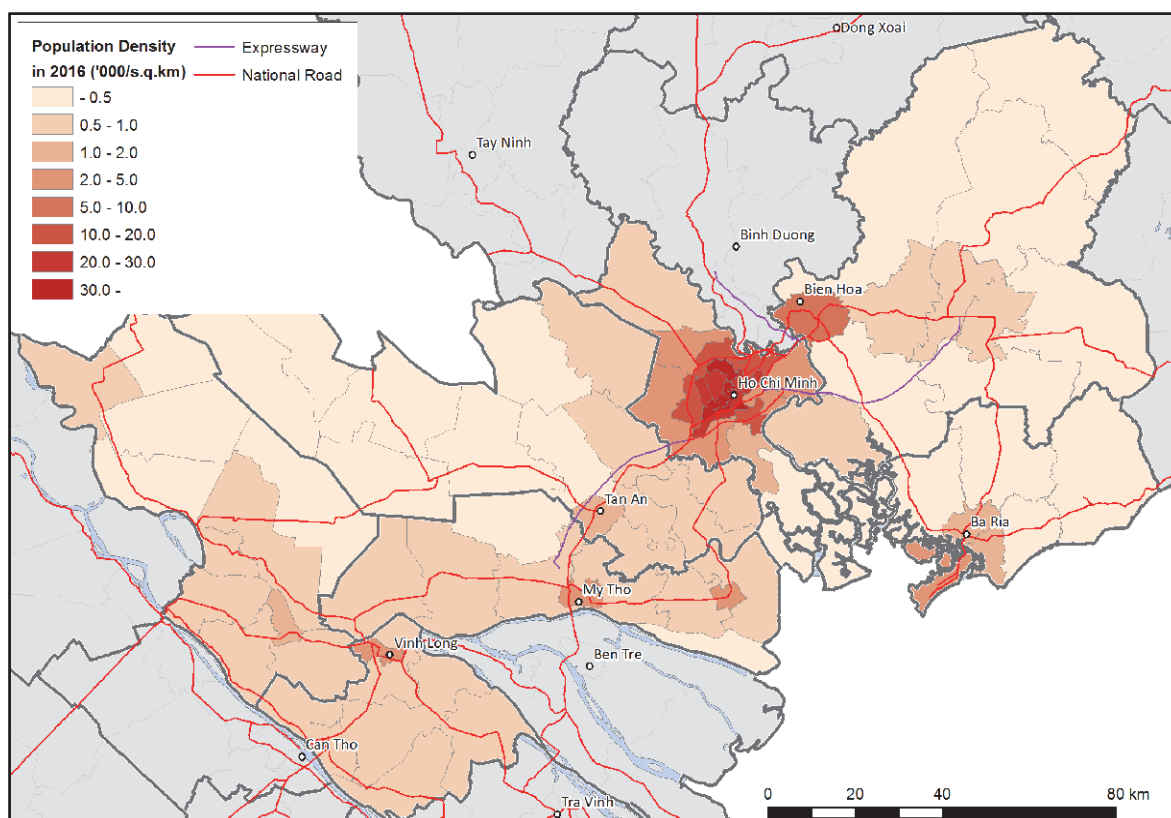 Population Density
in 2016 ('000/s.q.km)
Expressway
National Road
- 0.5
0.5 - 1.0
1.0 - 2.0
2.0 - 5.0
5.0 - 10.0
10.0 - 20.0
20.0 - 30.0
30.0 -
Dong Xoai
Tay Ninh
Binh Duong
Bien Hoa
Ho Chi Minh
Tan An
Ba Ria
My Tho
Vinh Long
Ben Tre
Can Tho
Tra Vinh
0 20 40 80 km